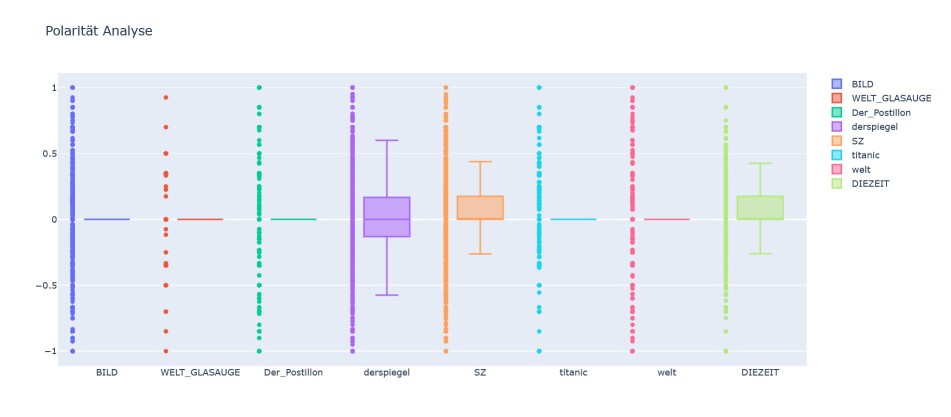 Polarität Analyse
1
0.5
0
−0.5
−1
BILD
WELT_GLASAUGE
Der_Postillon
derspiegel
SZ
titanic
welt
DIEZEIT
BILD
WELT_GLASAUGE
Der_Postillon
derspiegel
SZ
titanic
welt
DIEZEIT